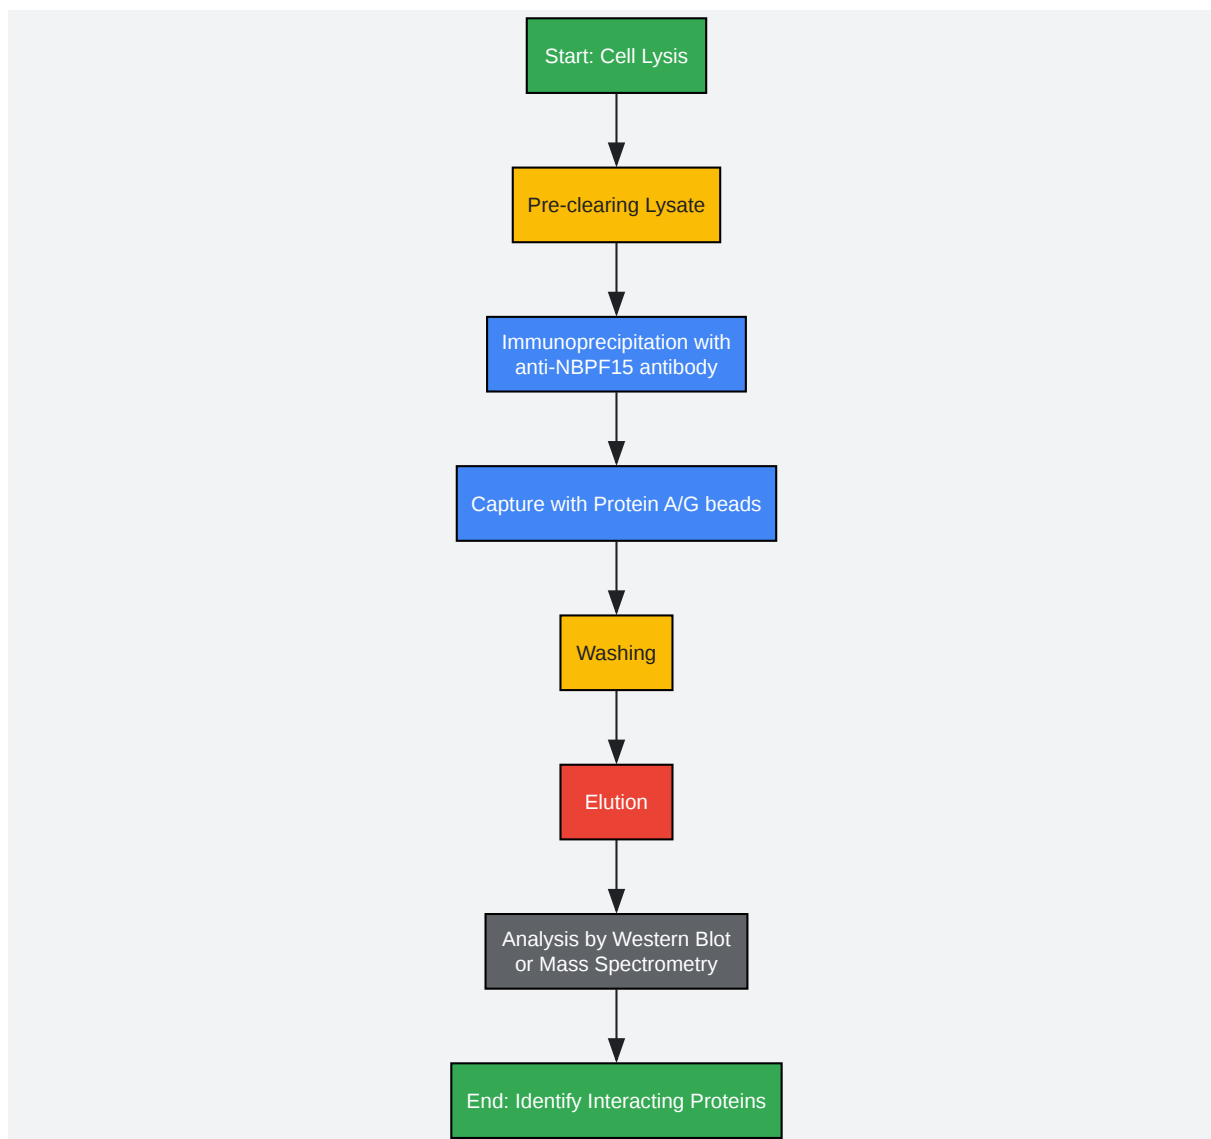 Start: Cell Lysis
Pre-clearing Lysate
Immunoprecipitation with
anti-NBPF15 antibody
Capture with Protein A/G beads
Washing
Elution
Analysis by Western Blot
or Mass Spectrometry
End: Identify Interacting Proteins